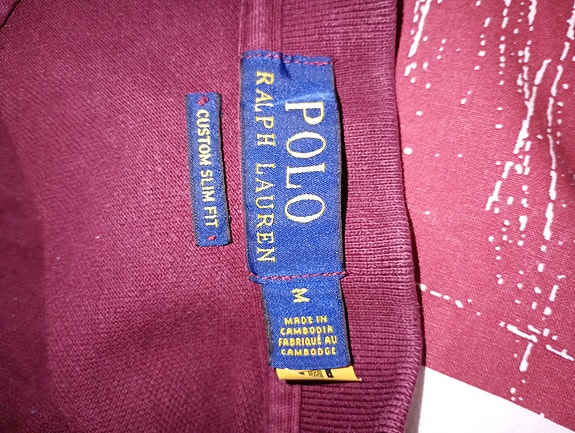 POLO
RALPH LAUREN
CUSTOM SLIM FIT
M
MADE IN
CAMBODIA
FABRIQUÉ AU
CAMBODGE